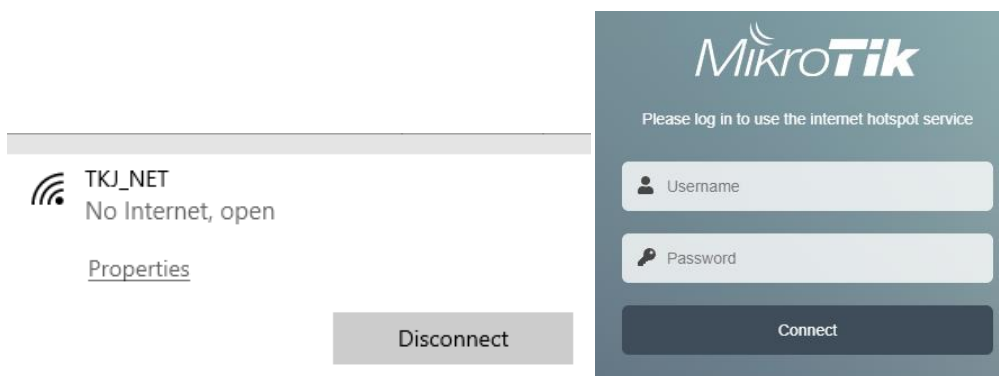 TKJ_NET
No Internet, open
Properties
Disconnect
MikroTik
Please log in to use the internet hotspot service
Username
Password
Connect